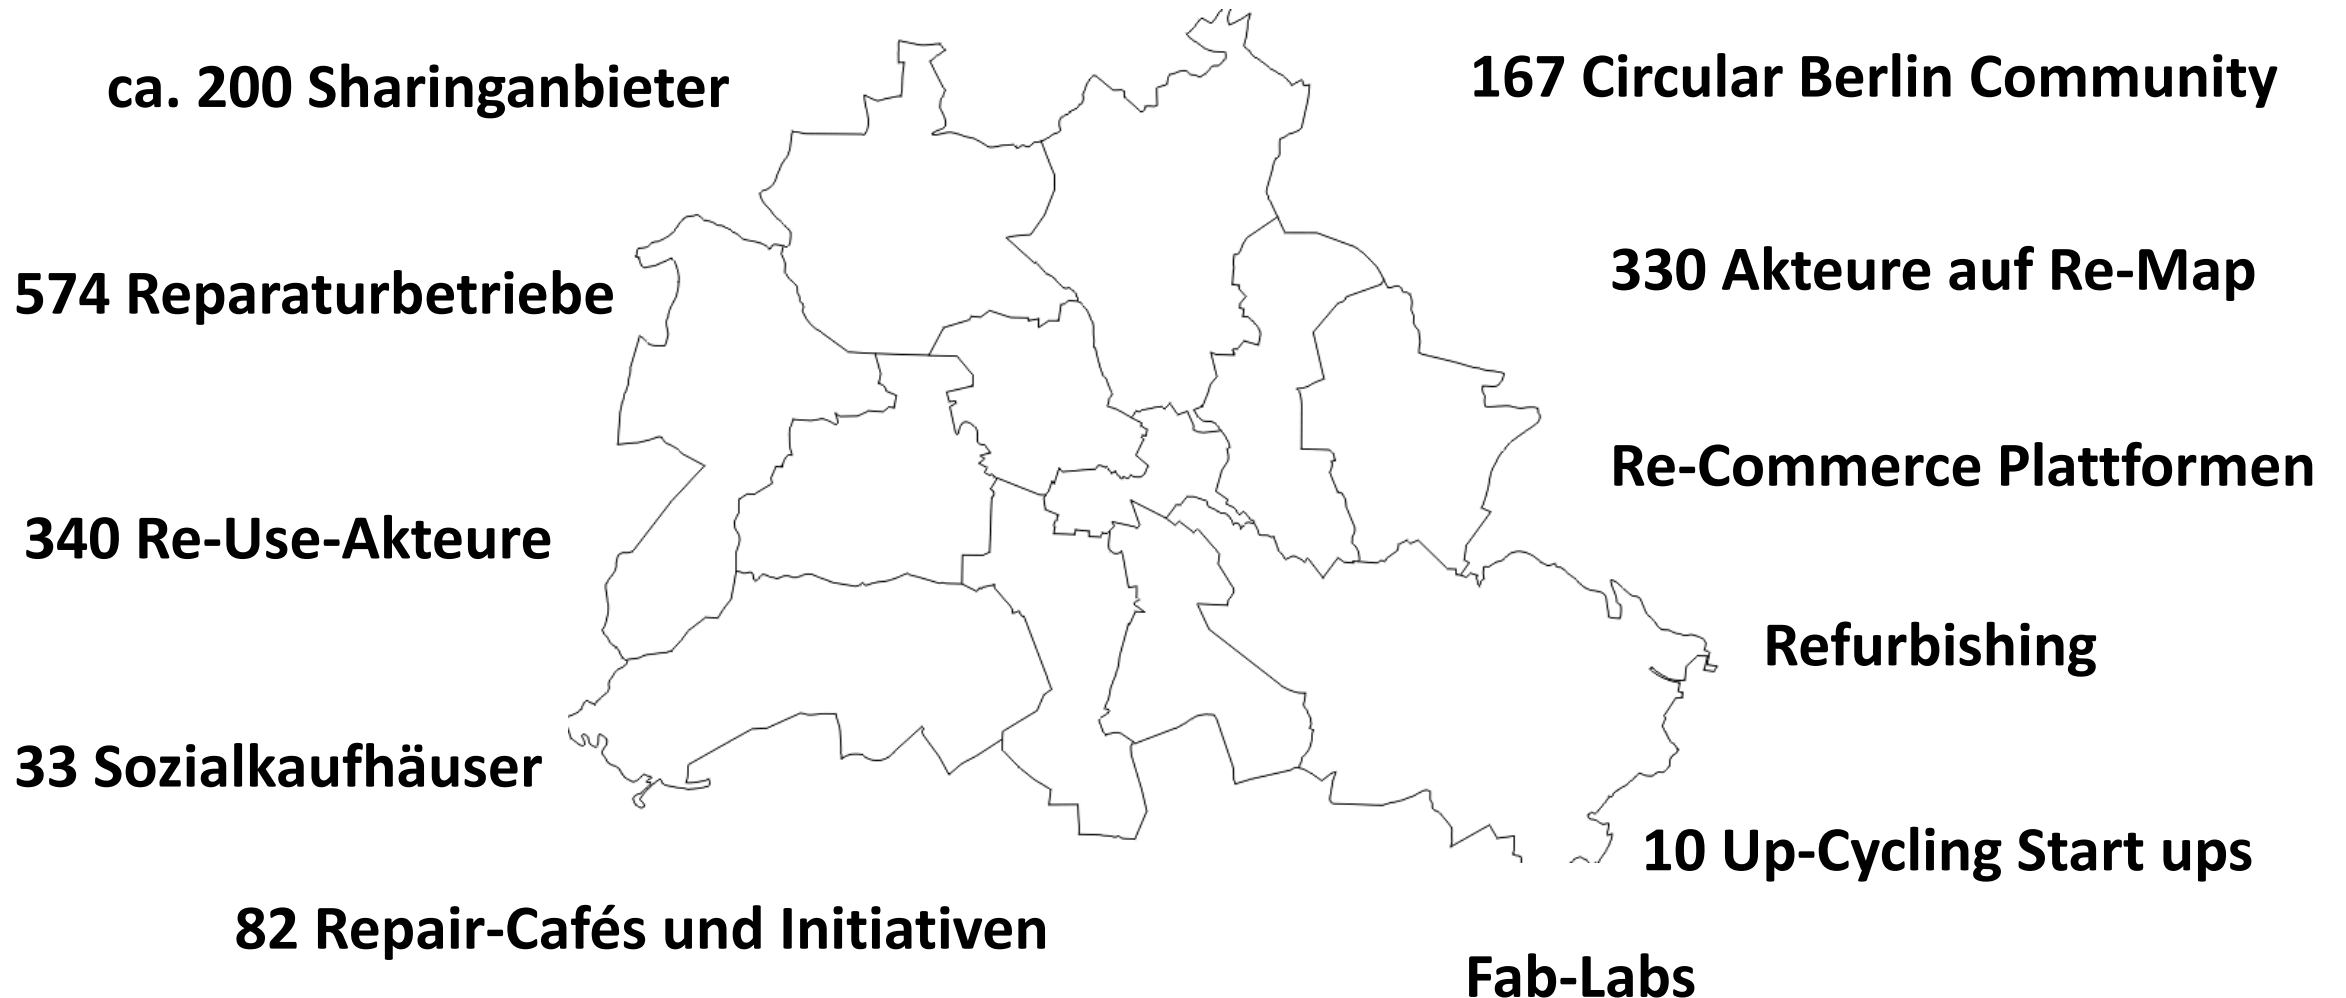 ca. 200 Sharinganbieter
167 Circular Berlin Community
574 Reparaturbetriebe
330 Akteure auf Re-Map
Re-Commerce Plattformen
340 Re-Use-Akteure
Refurbishing
33 Sozialkaufhäuser
10 Up-Cycling Start ups
82 Repair-Cafés und Initiativen
Fab-Labs